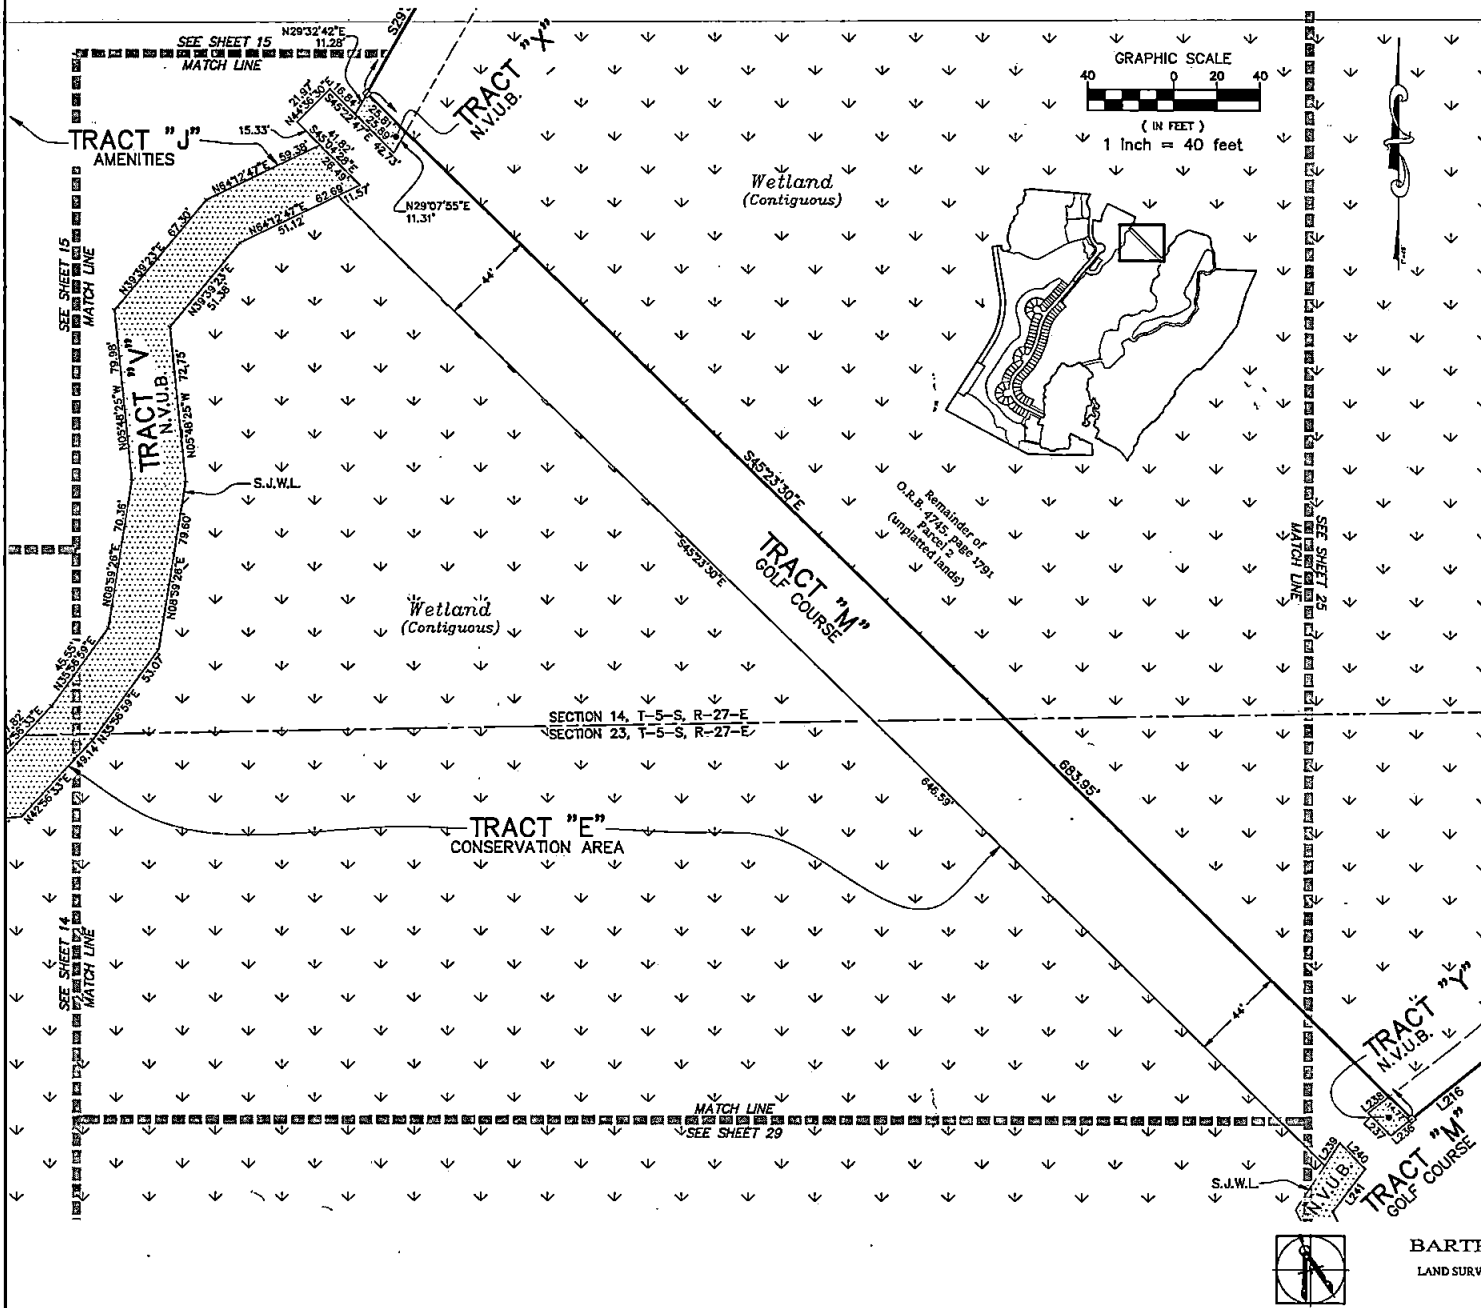 SEE SHEET 15
MATCH LINE
N29°32'42"E
11.28'
S29°
TRACT "X"
N.V.U.B.
GRAPHIC SCALE
40 0 20 40
( IN FEET )
1 inch = 40 feet
TRACT "J"
AMENITIES
21.97'
N44°36'30"E
16.84'
S45°22'47"E 42.73'
28.81'
25.89'
15.33'
41.82'
S45°04'28"E
26.49'
N64°12'47"E 59.38'
62.69'
11.57'
N64°12'47"E
51.12'
N29°07'55"E
11.31'
Wetland
(Contiguous)
SEE SHEET 15
MATCH LINE
N39°39'23"E 67.30'
N39°39'23"E
51.38'
44'
TRACT "V"
N.V.U.B.
N05°48'25"W 79.98'
N05°48'25"W 72.75'
S.J.W.L.
N08°59'26"E 70.36'
N08°59'26"E 79.60'
S45°23'30"E
S45°23'30"E
TRACT "M"
GOLF COURSE
Remainder of
O.R.B. 4745, page 1791
Parcel 2
(unplatted lands)
SEE SHEET 25
MATCH LINE
Wetland
(Contiguous)
45.55'
N35°56'59"E
53.07'
N35°56'59"E
49.14'
N42°56'33"E
SECTION 14, T-5-S, R-27-E
SECTION 23, T-5-S, R-27-E
683.95'
646.59'
TRACT "E"
CONSERVATION AREA
SEE SHEET 14
MATCH LINE
44'
TRACT "Y"
N.V.U.B.
L238
L237
L236
L216
MATCH LINE
SEE SHEET 29
L239
L240
L241
N.V.U.B.
S.J.W.L.
TRACT "M"
GOLF COURSE
LAND SURV